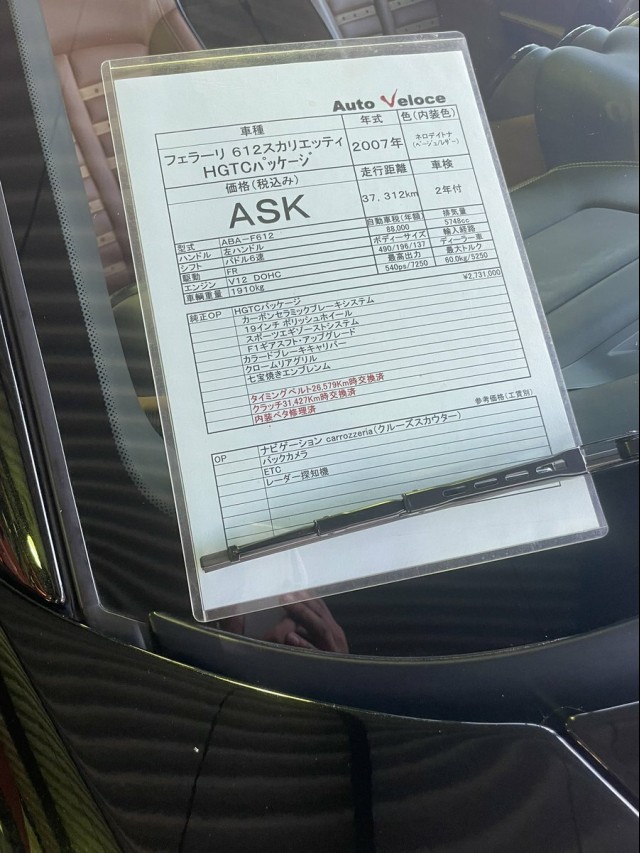 Auto Veloce
車種 年式 色(内装色)
フェラーリ 612スカリエッティ
HGTCパッケージ
2007年
ネロデイトナ
(ベージュ/レザー)
価格(税込み) 走行距離 車検
ASK
37,312km 2年付
型式 ABA-F612 自動車税(年額) 排気量
88,000 5748cc
ハンドル 左ハンドル ボディーサイズ 輸入経路
シフト パドル6速 490/196/137 ディーラー車
駆動 FR 最高出力 最大トルク
エンジン V12 DOHC 540ps/7250 60.0kg/5250
車輌重量 1910kg
純正OP HGTCパッケージ ¥2,731,000
カーボンセラミックブレーキシステム
19インチ ポリッシュホイール
スポーツエギゾーストシステム
F1ギアスフト・アップグレード
カラードブレーキキャリパー
クロームリアグリル
七宝焼きエンブレンム
タイミングベルト26,579Km時交換済
クラッチ31,427Km時交換済
内装ベタ修理済
参考価格(工賃別)
OP ナビゲーション carrozzeria(クルーズスカウター)
バックカメラ
ETC
レーダー探知機